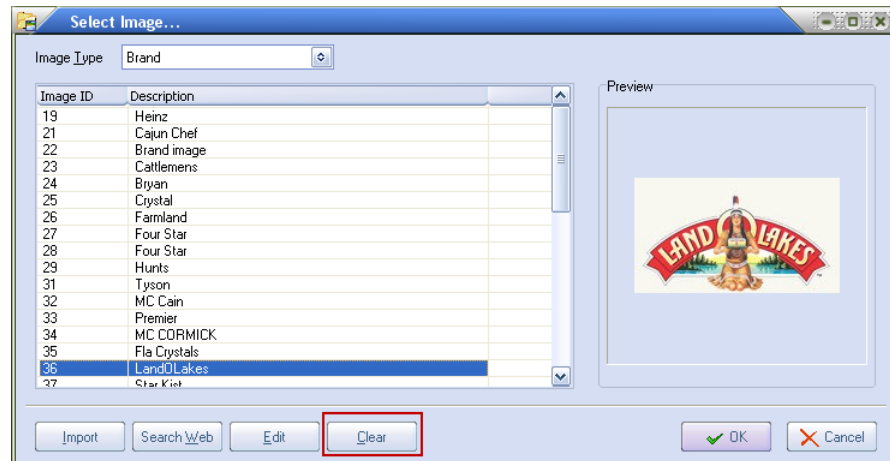 Select Image...
Image Type Brand
Image ID Description
19 Heinz
21 Cajun Chef
22 Brand image
23 Cattlemens
24 Bryan
25 Crystal
26 Farmland
27 Four Star
28 Four Star
29 Hunts
31 Tyson
32 MC Cain
33 Premier
34 MC CORMICK
35 Fla Crystals
36 LandOLakes
37 Star Kist
Preview
LAND O LAKES
Import Search Web Edit Clear OK Cancel